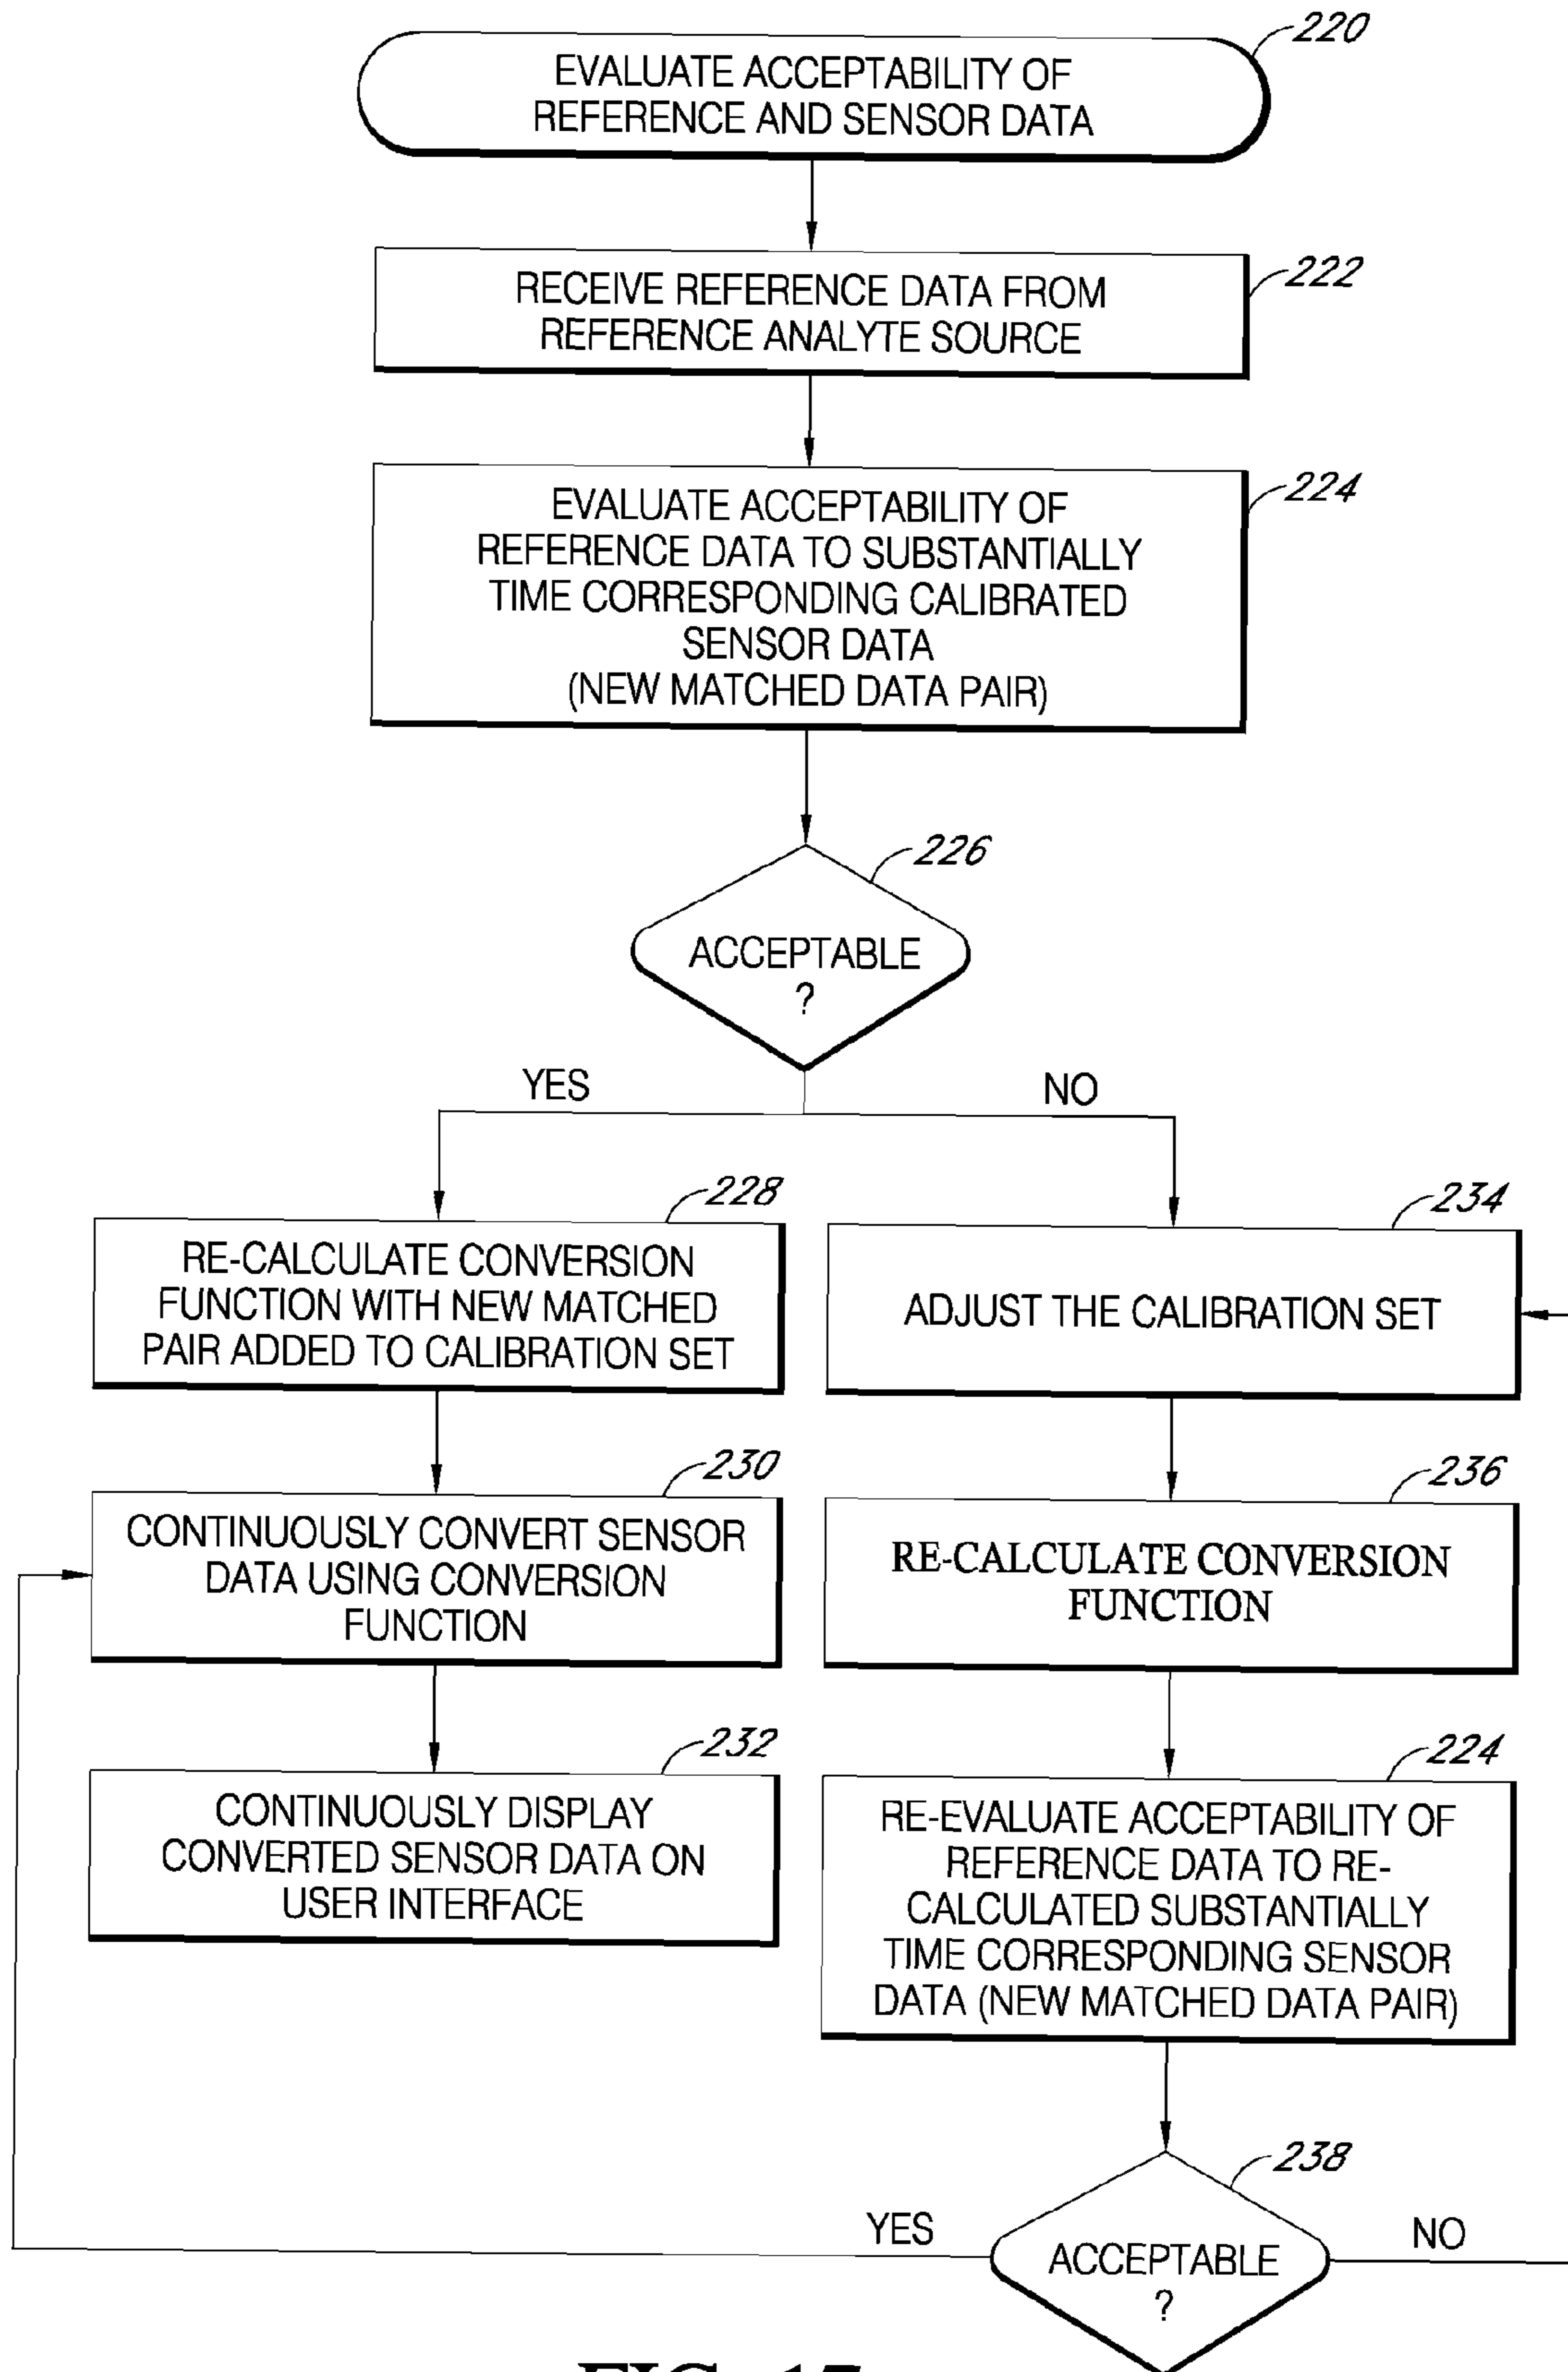 220
EVALUATE ACCEPTABILITY OF
REFERENCE AND SENSOR DATA
222
RECEIVE REFERENCE DATA FROM
REFERENCE ANALYTE SOURCE
224
EVALUATE ACCEPTABILITY OF
REFERENCE DATA TO SUBSTANTIALLY
TIME CORRESPONDING CALIBRATED
SENSOR DATA
(NEW MATCHED DATA PAIR)
226
ACCEPTABLE
?
YES
NO
228
RE-CALCULATE CONVERSION
FUNCTION WITH NEW MATCHED
PAIR ADDED TO CALIBRATION SET
234
ADJUST THE CALIBRATION SET
230
CONTINUOUSLY CONVERT SENSOR
DATA USING CONVERSION
FUNCTION
236
RE-CALCULATE CONVERSION
FUNCTION
232
CONTINUOUSLY DISPLAY
CONVERTED SENSOR DATA ON
USER INTERFACE
224
RE-EVALUATE ACCEPTABILITY OF
REFERENCE DATA TO RE-
CALCULATED SUBSTANTIALLY
TIME CORRESPONDING SENSOR
DATA (NEW MATCHED DATA PAIR)
238
YES
ACCEPTABLE
?
NO